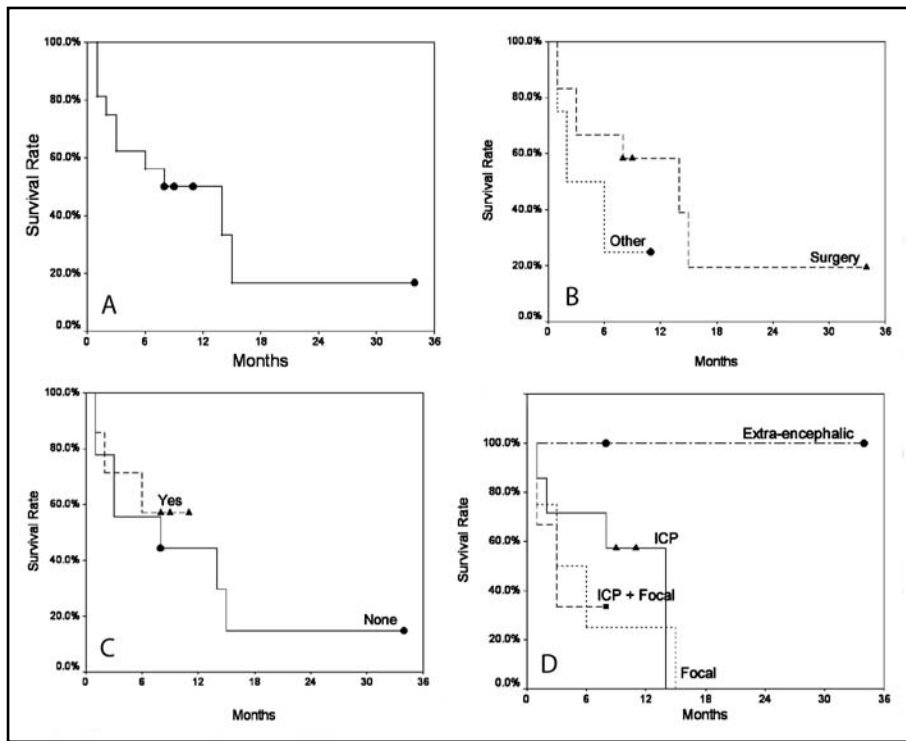 100.0%
80.0%
60.0%
40.0%
20.0%
0.0%
Survival Rate
A
0 6 12 18 24 30 36
Months
100.0%
80.0%
60.0%
40.0%
20.0%
0.0%
Survival Rate
Other
Surgery
B
0 6 12 18 24 30 36
Months
100.0%
80.0%
60.0%
40.0%
20.0%
0.0%
Survival Rate
Yes
None
C
0 6 12 18 24 30 36
Months
100.0%
80.0%
60.0%
40.0%
20.0%
0.0%
Survival Rate
Extra-encephalic
ICP
ICP + Focal
Focal
D
0 6 12 18 24 30 36
Months